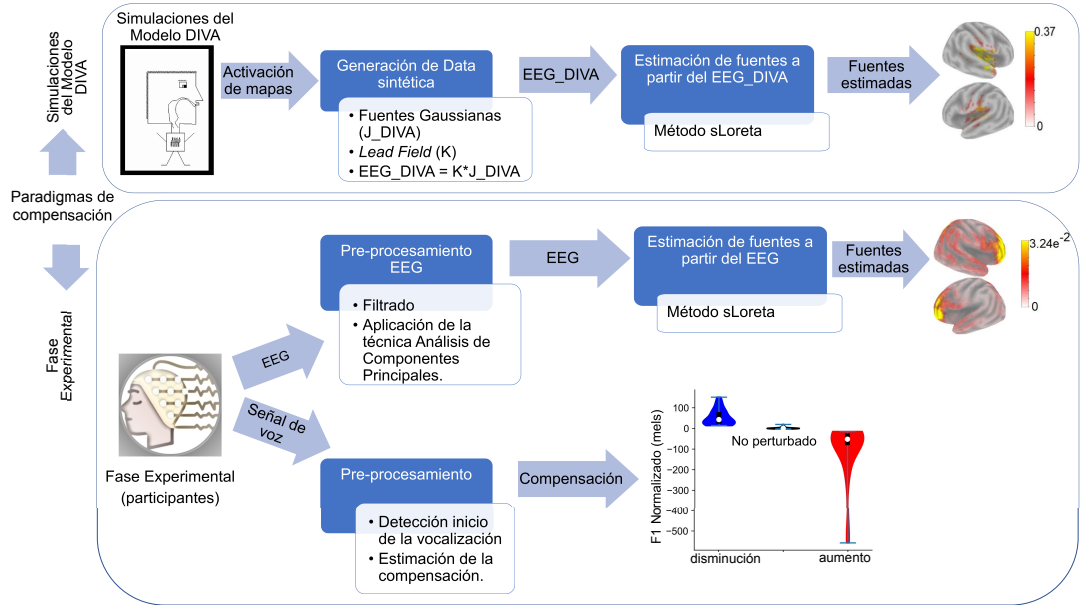 Simulaciones del
Modelo DIVA
Simulaciones
del Modelo
DIVA
Activación
de mapas
Generación de Data
sintética
• Fuentes Gaussianas
(J_DIVA)
• Lead Field (K)
• EEG_DIVA = K*J_DIVA
EEG_DIVA
Estimación de fuentes a
partir del EEG_DIVA
Método sLoreta
Fuentes
estimadas
0.37
0
Paradigmas de
compensación
Fase
Experimental
Fase Experimental
(participantes)
EEG
Señal de
voz
Pre-procesamiento
EEG
• Filtrado
• Aplicación de la
técnica Análisis de
Componentes
Principales.
EEG
Estimación de fuentes a
partir del EEG
Método sLoreta
Fuentes
estimadas
3.24e-2
0
Pre-procesamiento
• Detección inicio
de la vocalización
• Estimación de la
compensación.
Compensación
F1 Normalizado (mels)
100
0
−100
−200
−300
−400
−500
No perturbado
disminución
aumento